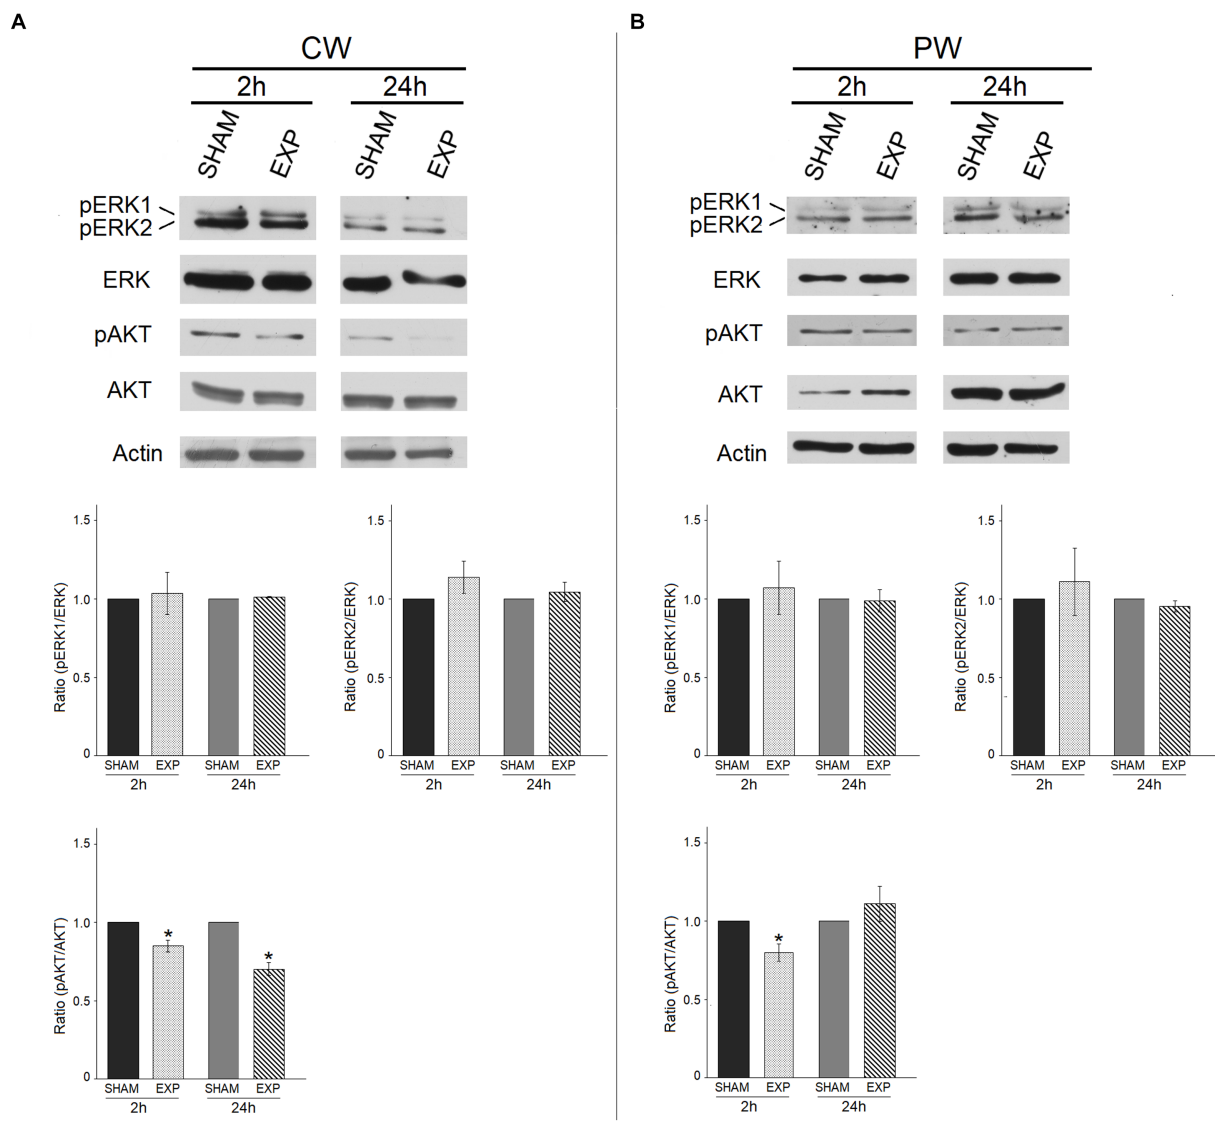 A
CW
2h 24h
SHAM EXP SHAM EXP
pERK1
pERK2
ERK
pAKT
AKT
Actin
Ratio (pERK1/ERK)
1.5
1.0
0.5
0
SHAM EXP SHAM EXP
2h 24h
Ratio (pERK2/ERK)
1.5
1.0
0.5
0
SHAM EXP SHAM EXP
2h 24h
Ratio (pAKT/AKT)
1.5
1.0
0.5
0
* *
SHAM EXP SHAM EXP
2h 24h
B
PW
2h 24h
SHAM EXP SHAM EXP
pERK1
pERK2
ERK
pAKT
AKT
Actin
Ratio (pERK1/ERK)
1.5
1.0
0.5
0
SHAM EXP SHAM EXP
2h 24h
Ratio (pERK2/ERK)
1.5
1.0
0.5
0
SHAM EXP SHAM EXP
2h 24h
Ratio (pAKT/AKT)
1.5
1.0
0.5
0
*
SHAM EXP SHAM EXP
2h 24h